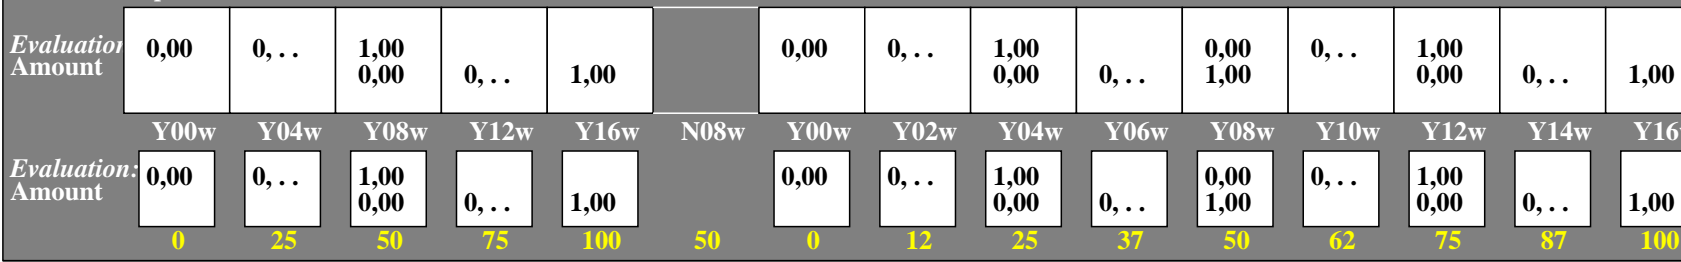 Evaluation
Amount
0,00 0, . . 1,00 0,00 0, . . 1,00 0, . . 0,00 0, . . 1,00
0,00 0, . . 1,00 0,00 0, . . 1,00 0,00 0, . . 1,00
Y00w Y04w Y08w Y12w Y16w N08w Y00w Y02w Y04w Y06w Y08w Y10w Y12w Y14w Y16w
Evaluation:
Amount
0,00 0, . . 1,00 0,00 0, . . 1,00 0,00 0, . . 1,00
0,00 0, . . 1,00 0,00 0, . . 1,00 0,00 0, . . 1,00
0 25 50 75 100 50 0 12 25 37 50 62 75 87 100